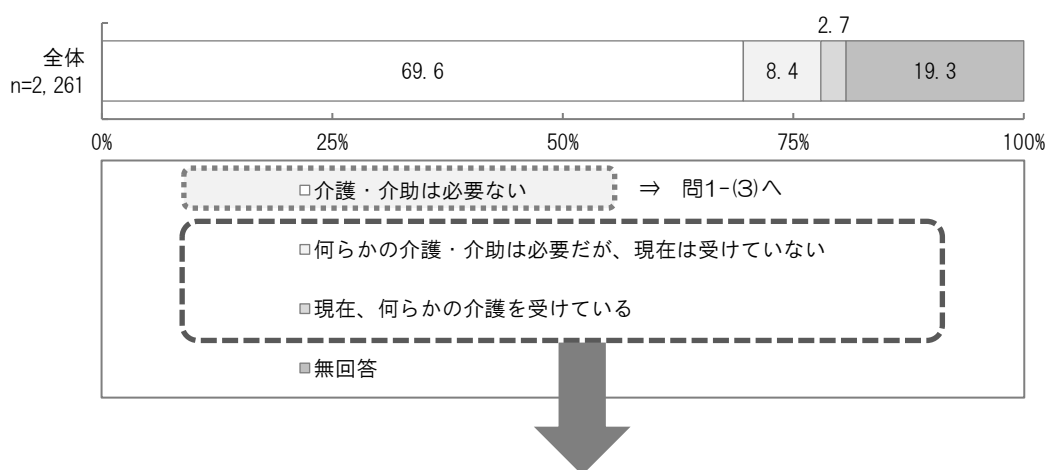 2.7
全体
n=2,261
69.6
8.4
19.3
0%
25%
50%
75%
100%
□介護・介助は必要ない ⇒ 問1-(3)へ
□何らかの介護・介助は必要だが、現在は受けていない
■現在、何らかの介護を受けている
■無回答